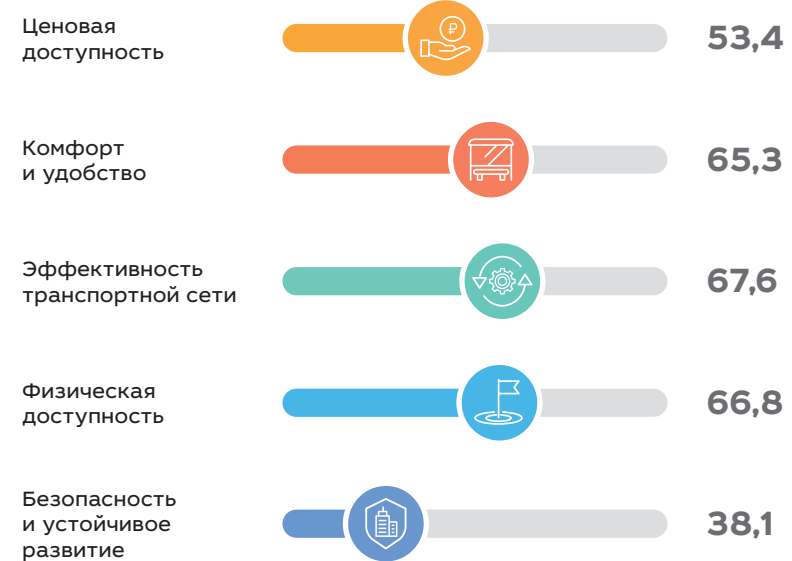 Ценовая
доступность
₽
53,4
Комфорт
и удобство
65,3
Эффективность
транспортной сети
67,6
Физическая
доступность
66,8
Безопасность
и устойчивое
развитие
38,1